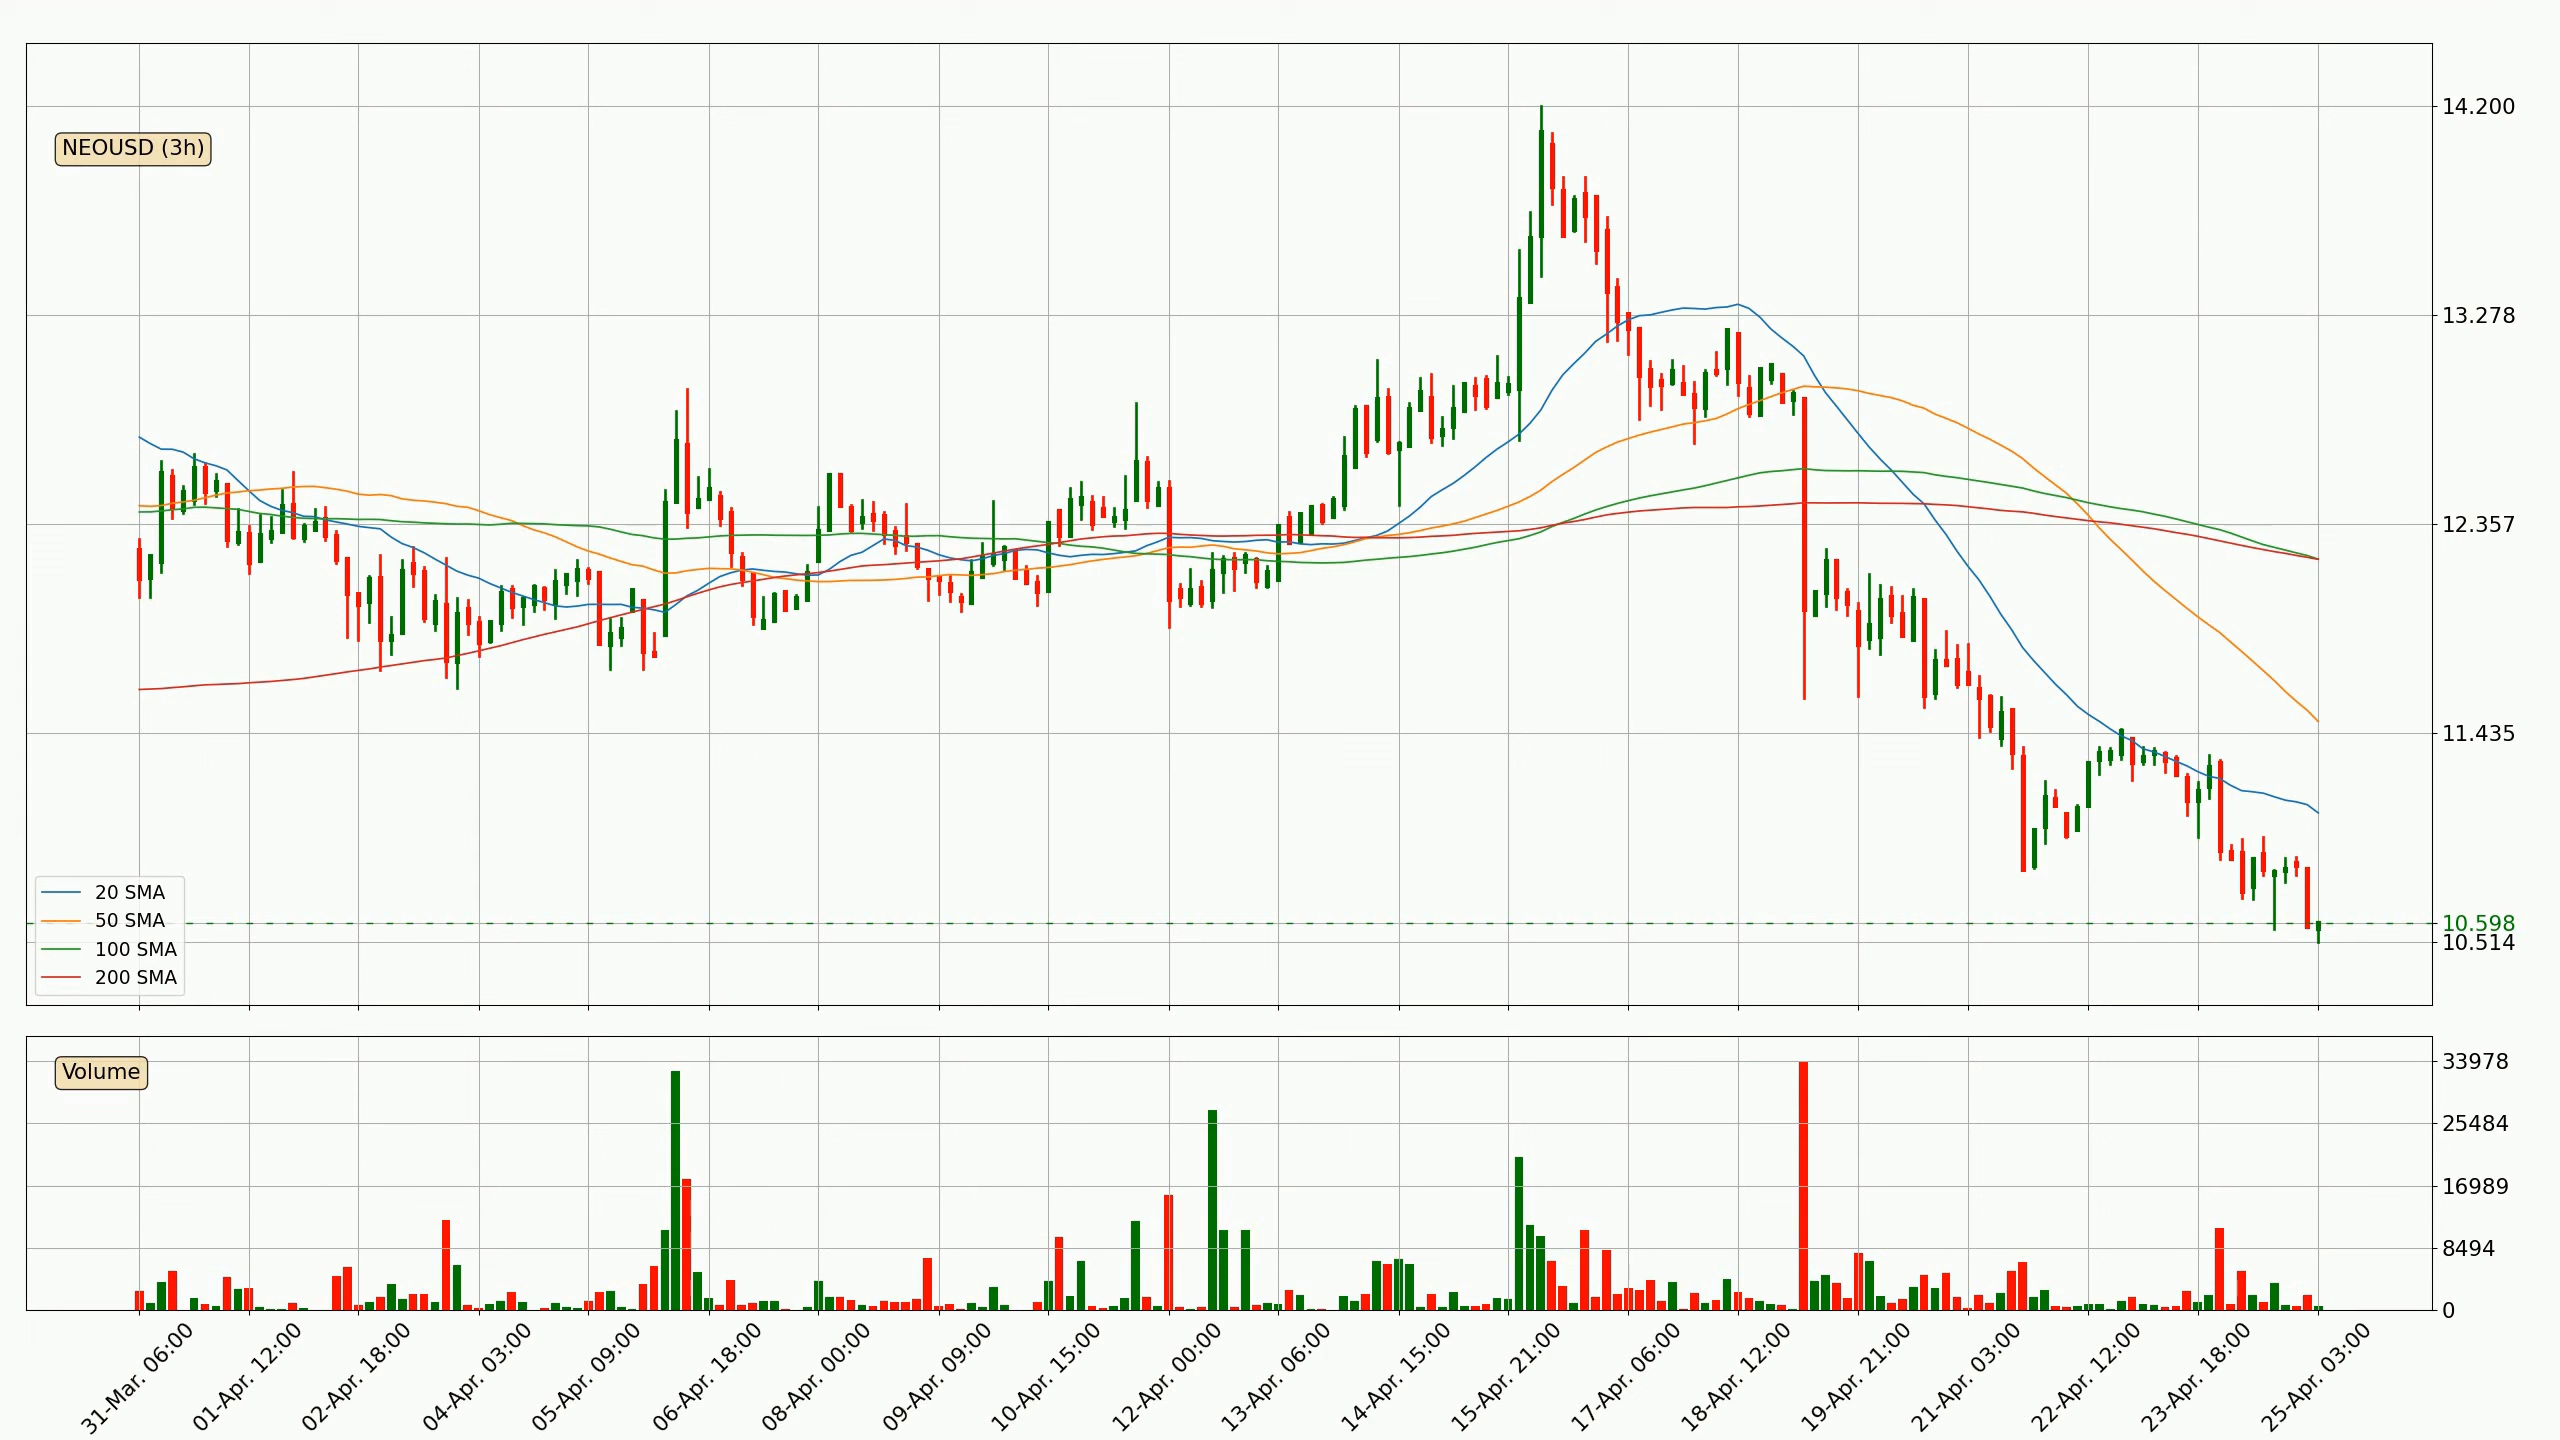 14.200
NEOUSD (3h)
13.278
12.357
11.435
20 SMA
50 SMA
100 SMA
200 SMA
10.598
10.514
Volume
33978
25484
16989
8494
0
31-Mar. 06:00
01-Apr. 12:00
02-Apr. 18:00
04-Apr. 03:00
05-Apr. 09:00
06-Apr. 18:00
08-Apr. 00:00
09-Apr. 09:00
10-Apr. 15:00
12-Apr. 00:00
13-Apr. 06:00
14-Apr. 15:00
15-Apr. 21:00
17-Apr. 06:00
18-Apr. 12:00
19-Apr. 21:00
21-Apr. 03:00
22-Apr. 12:00
23-Apr. 18:00
25-Apr. 03:00